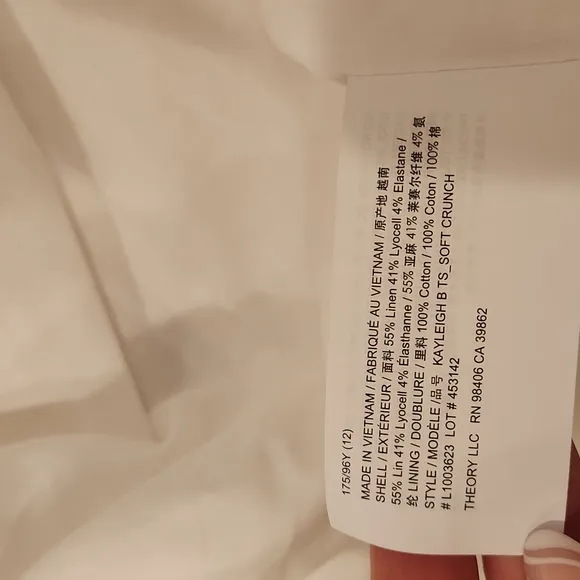 175/96Y (12)
MADE IN VIETNAM / FABRIQUÉ AU VIETNAM / 原产地 越南
SHELL / EXTÉRIEUR / 面料 55% Linen 41% Lyocell 4% Elastane /
55% Lin 41% Lyocell 4% Élasthanne / 55% 亚麻 41% 莱赛尔纤维 4% 氨
纶 LINING / DOUBLURE / 里料 100% Cotton / 100% Coton / 100% 棉
STYLE / MODÈLE /品号 KAYLEIGH B TS_SOFT CRUNCH
# L1003623 LOT # 453142
THEORY LLC RN 98406 CA 39862